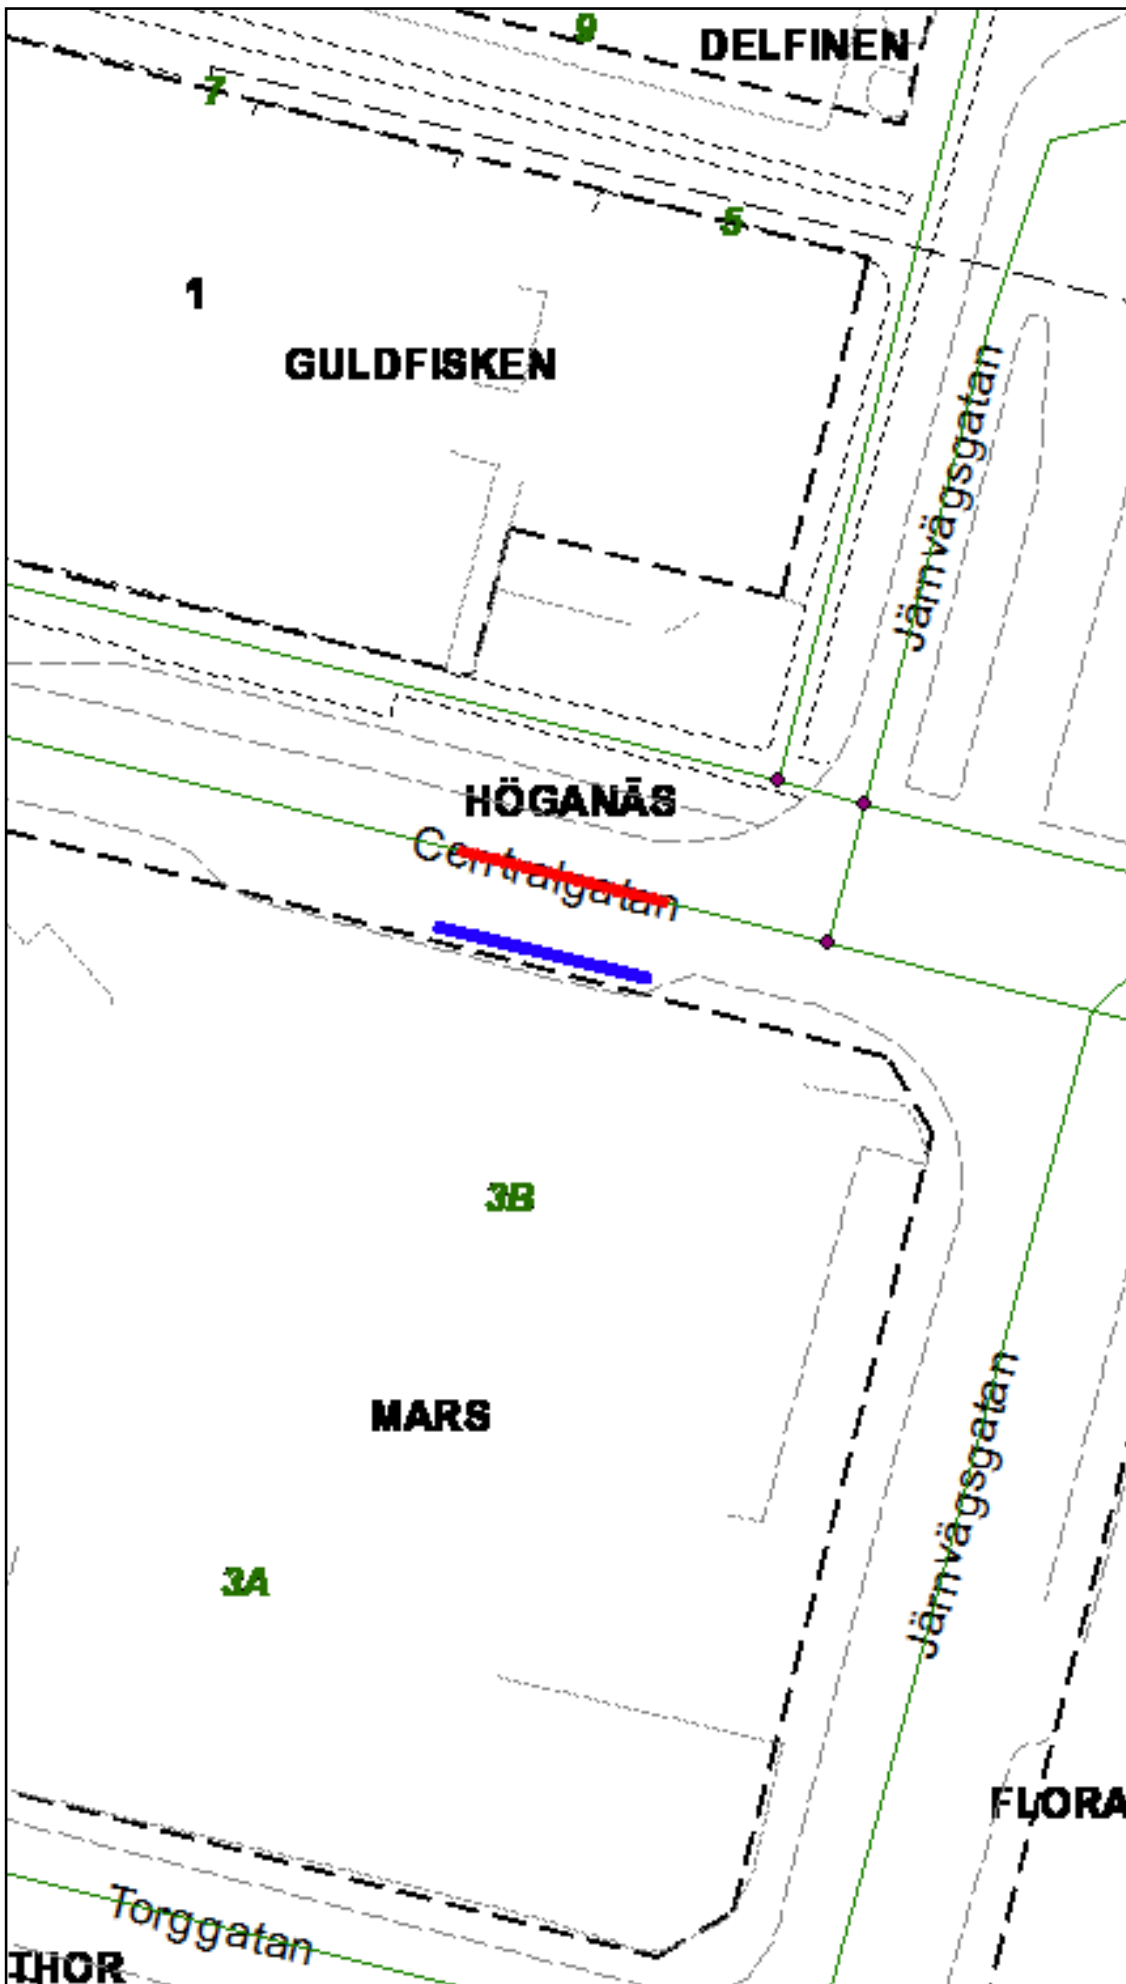 9
DELFINEN
7
5
1
GULDFISKEN
Järnvägsgatan
HÖGANÄS
Centralgatan
3B
MARS
Järnvägsgatan
3A
FLORA
Torggatan
THOR